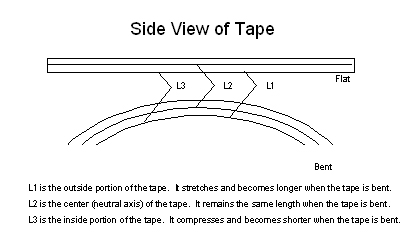 Side View of Tape
Flat
L3 L2 L1
Bent
L1 is the outside portion of the tape. It stretches and becomes longer when the tape is bent.
L2 is the center (neutral axis) of the tape. It remains the same length when the tape is bent.
L3 is the inside portion of the tape. It compresses and becomes shorter when the tape is bent.